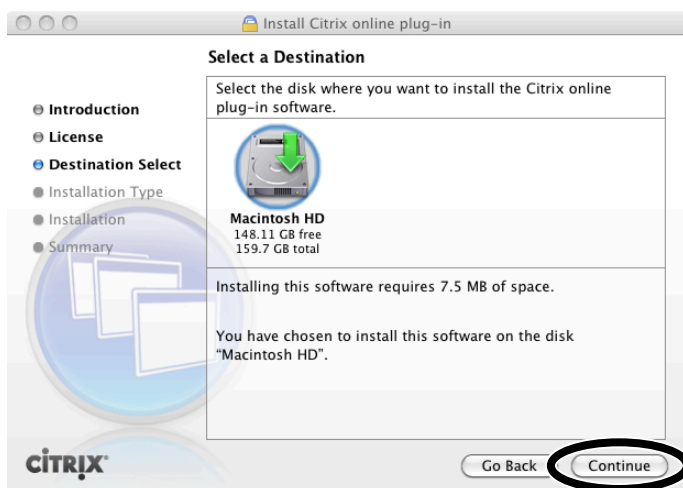 Install Citrix online plug-in
Select a Destination
Introduction
License
Destination Select
Installation Type
Installation
Summary
Select the disk where you want to install the Citrix online
plug-in software.
Macintosh HD
148.11 GB free
159.7 GB total
Installing this software requires 7.5 MB of space.
You have chosen to install this software on the disk
“Macintosh HD”.
CİTRIX
Go Back
Continue